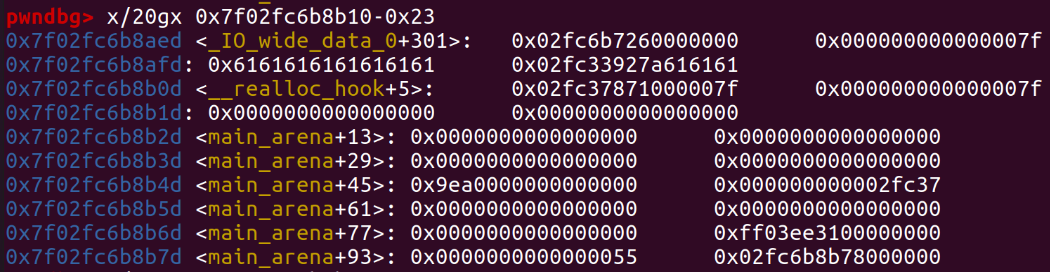 pwndbg> x/20gx 0x7f02fc6b8b10-0x23
0x7f02fc6b8aed <_IO_wide_data_0+301>: 0x02fc6b7260000000 0x000000000000007f
0x7f02fc6b8afd: 0x6161616161616161 0x02fc33927a616161
0x7f02fc6b8b0d <__realloc_hook+5>: 0x02fc37871000007f 0x000000000000007f
0x7f02fc6b8b1d: 0x0000000000000000 0x0000000000000000
0x7f02fc6b8b2d <main_arena+13>: 0x0000000000000000 0x0000000000000000
0x7f02fc6b8b3d <main_arena+29>: 0x0000000000000000 0x0000000000000000
0x7f02fc6b8b4d <main_arena+45>: 0x9ea0000000000000 0x000000000002fc37
0x7f02fc6b8b5d <main_arena+61>: 0x0000000000000000 0x0000000000000000
0x7f02fc6b8b6d <main_arena+77>: 0x0000000000000000 0xff03ee3100000000
0x7f02fc6b8b7d <main_arena+93>: 0x0000000000000055 0x02fc6b8b78000000